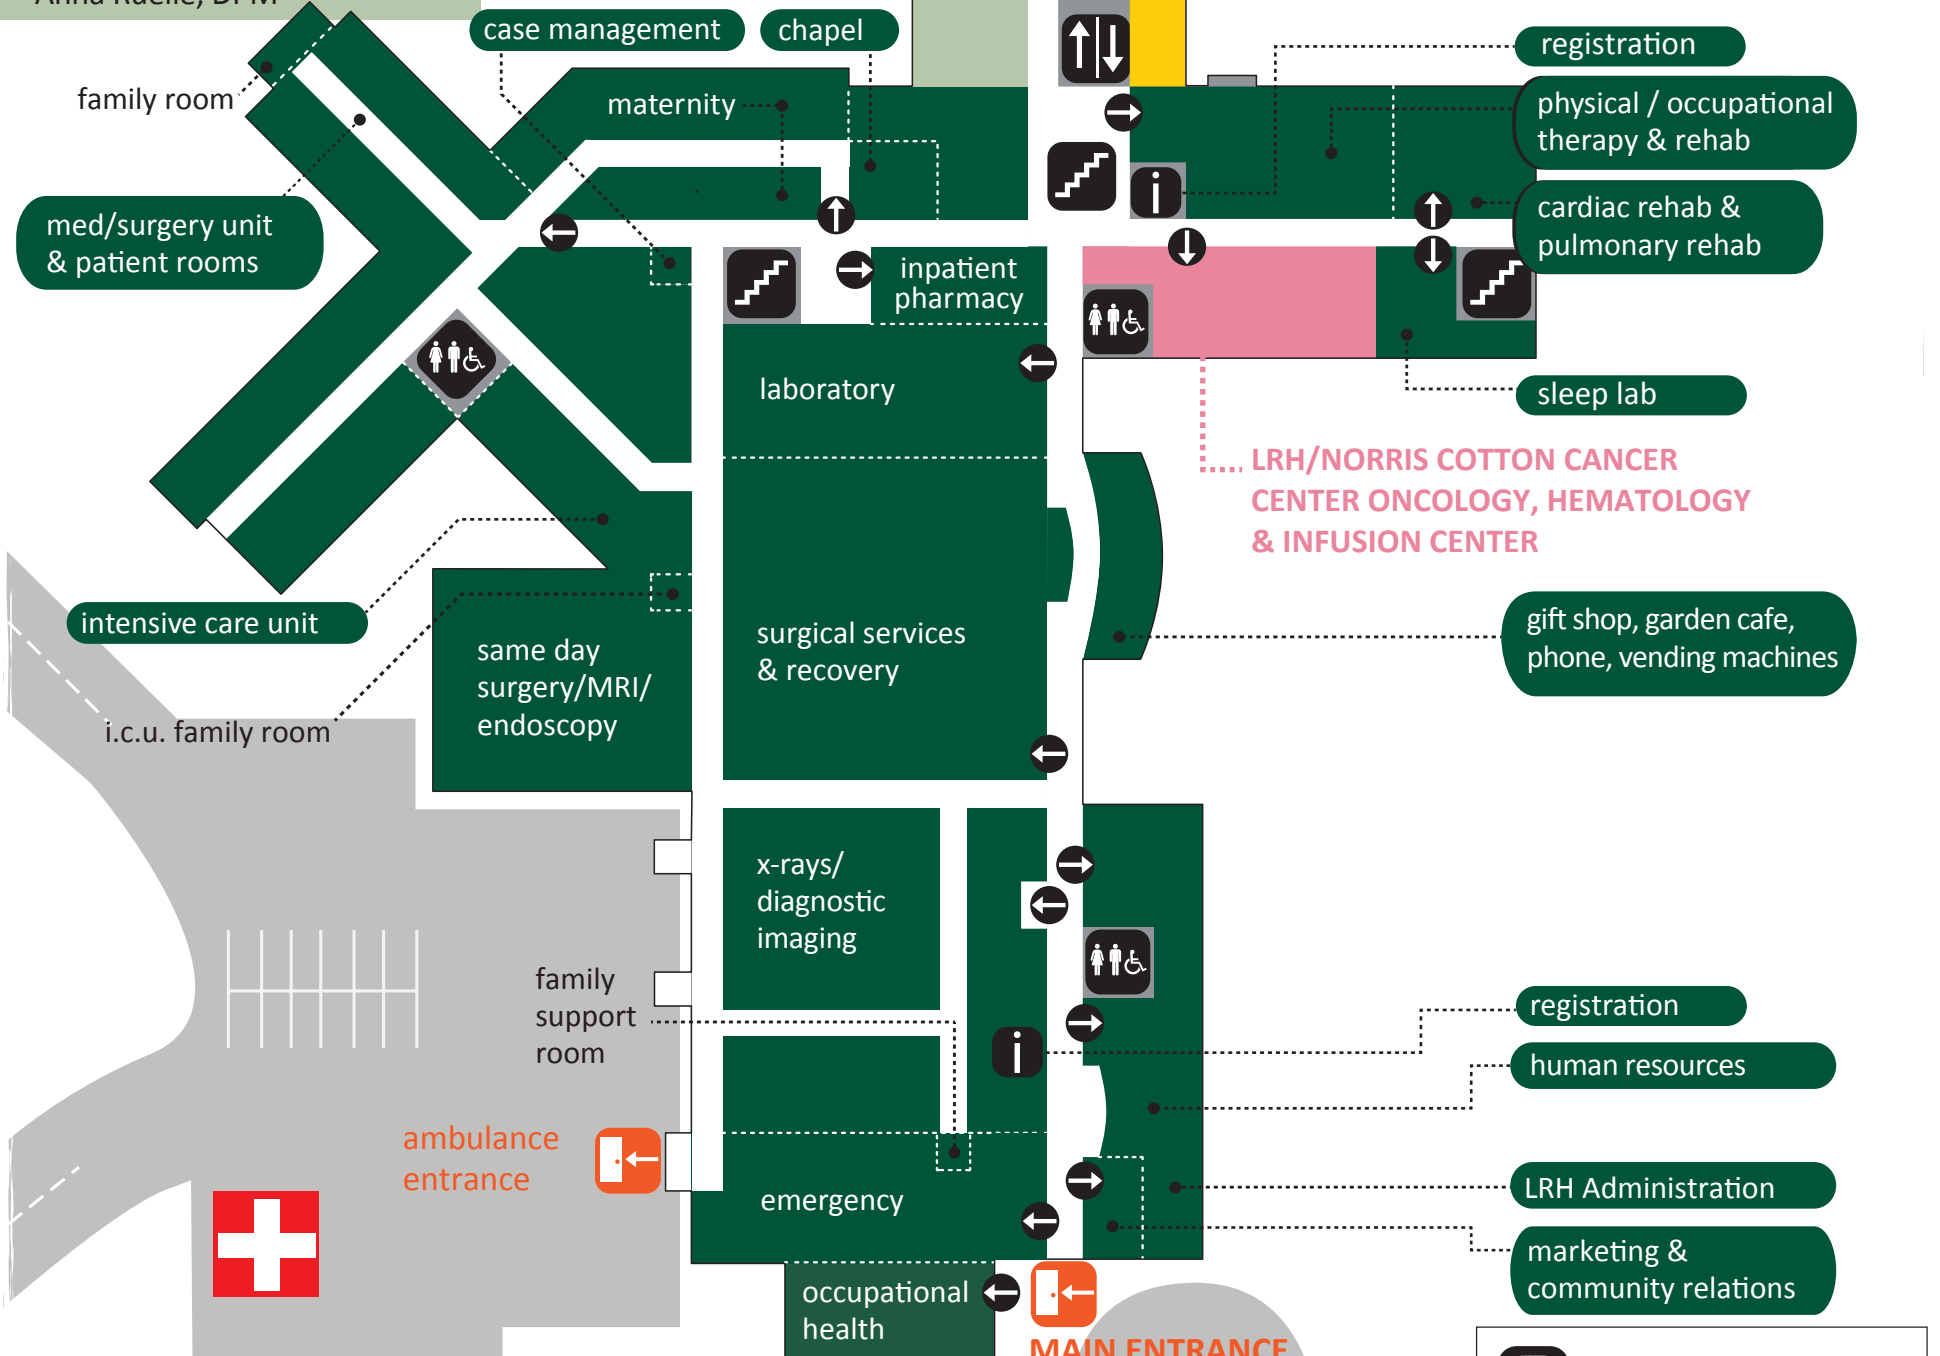 case management
chapel
registration
family room
maternity
physical / occupational
therapy & rehab
med/surgery unit
& patient rooms
cardiac rehab &
pulmonary rehab
inpatient
pharmacy
laboratory
sleep lab
LRH/NORRIS COTTON CANCER
CENTER ONCOLOGY, HEMATOLOGY
& INFUSION CENTER
intensive care unit
same day
surgery/MRI/
endoscopy
surgical services
& recovery
gift shop, garden cafe,
phone, vending machines
i.c.u. family room
x-rays/
diagnostic
imaging
family
support
room
registration
human resources
ambulance
entrance
emergency
LRH Administration
marketing &
community relations
occupational
health
MAIN ENTRANCE